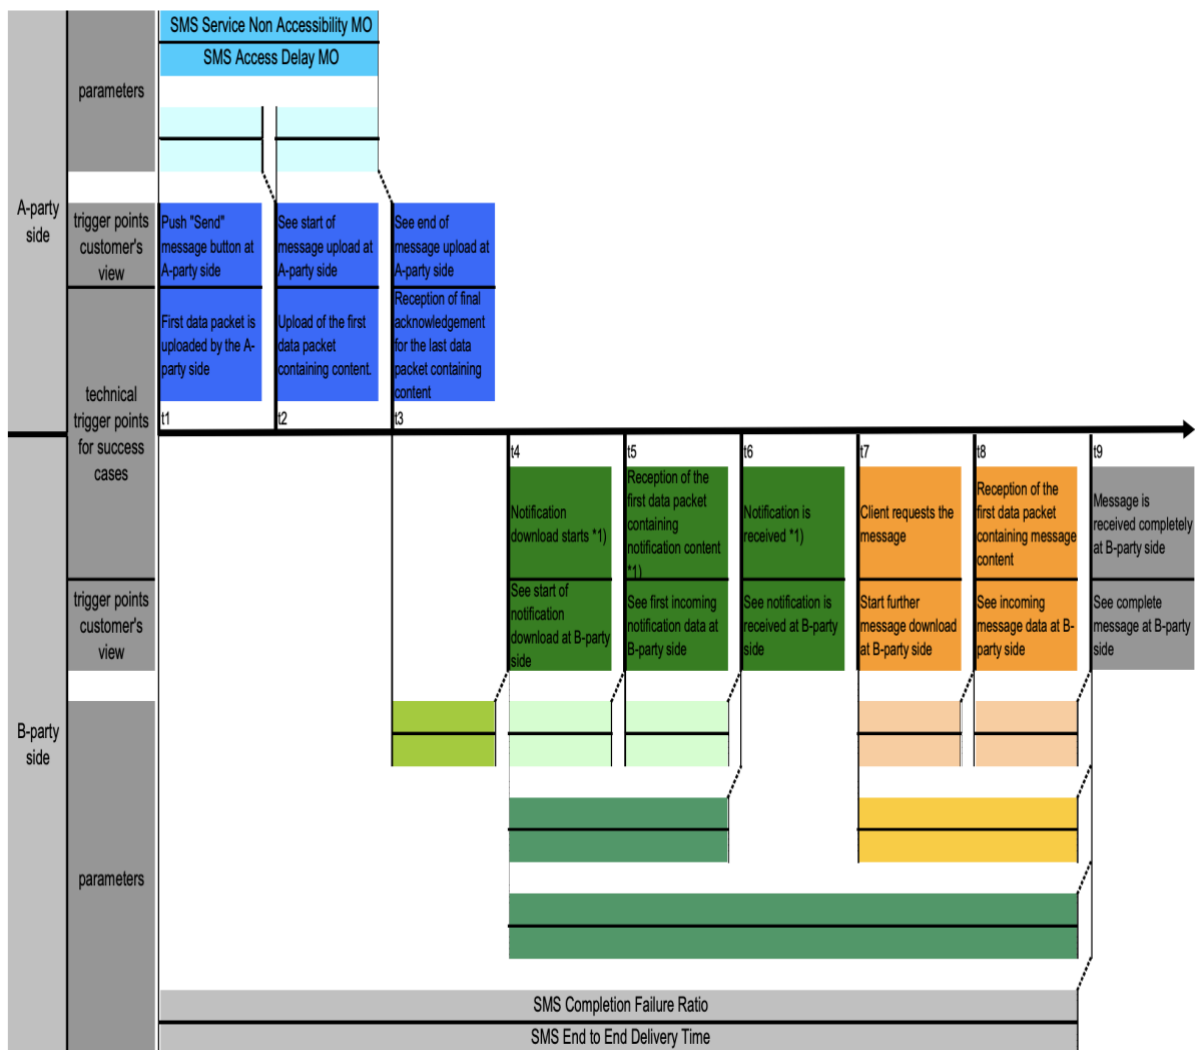 SMS Service Non Accessibility MO
SMS Access Delay MO
parameters
A-party
side
trigger points
customer's
view
Push "Send"
message button at
A-party side
See start of
message upload at
A-party side
See end of
message upload at
A-party side
technical
trigger points
for success
cases
First data packet is
uploaded by the A-
party side
Upload of the first
data packet
containing content.
Reception of final
acknowledgement
for the last data
packet containing
content
t1
t2
t3
t4
t5
t6
t7
t8
t9
Notification
download starts *1)
Reception of the
first data packet
containing
notification content
*1)
Notification is
received *1)
Client requests the
message
Reception of the
first data packet
containing message
content
Message is
received completely
at B-party side
trigger points
customer's
view
See start of
notification
download at B-party
side
See first incoming
notification data at
B-party side
See notification is
received at B-party
side
Start further
message download
at B-party side
See incoming
message data at B-
party side
See complete
message at B-party
side
B-party
side
parameters
SMS Completion Failure Ratio
SMS End to End Delivery Time